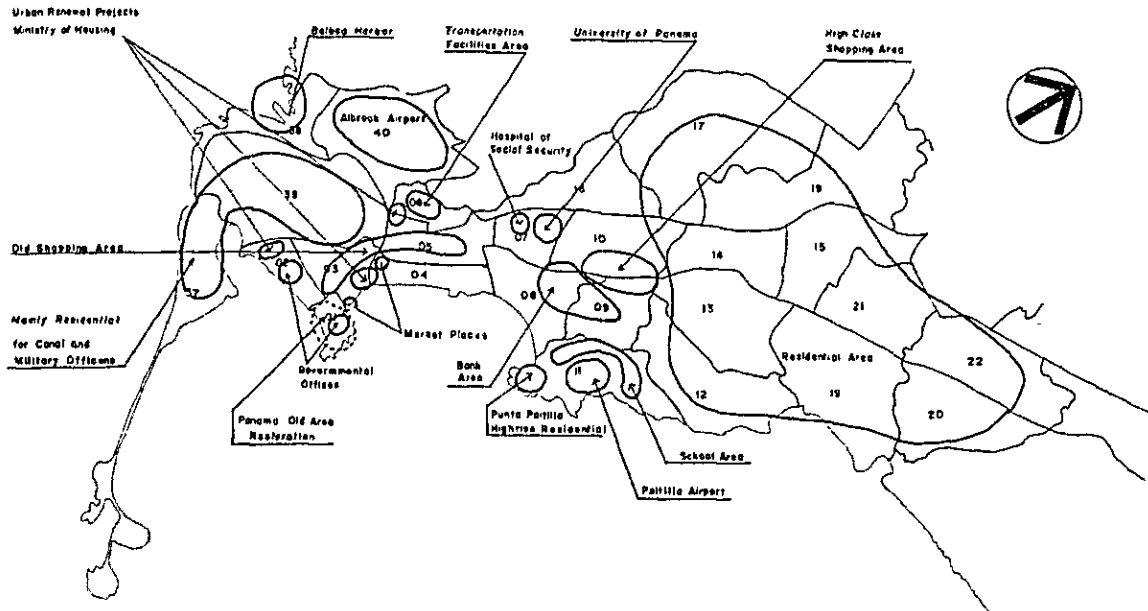 Urban Renewal Projects
Ministry of Housing
Balboa Harbor
Transportation
Facilities Area
University of Panama
High Class
Shopping Area
Albrook Airport
40
38
17
Hospital of
Social Security
39
06
16
19
07
10
15
Old Shopping Area
05
14
02
03
04
37
08
09
13
21
Mainly Residential
for Canal and
Military Officers
Market Places
Governmental
Offices
Bank
Area
Residential Area
22
11
12
19
20
Panama Old Area
Restoration
Punta Paitilla
Highrise Residential
School Area
Paitilla Airport